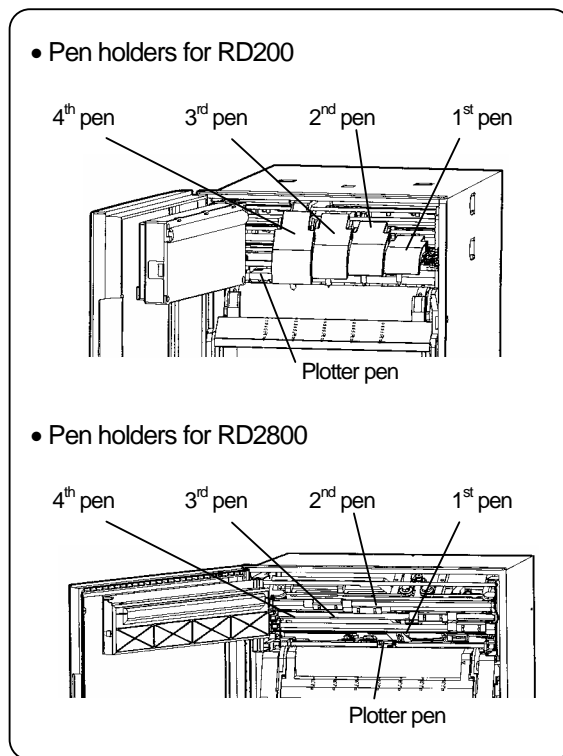 • Pen holders for RD200
4th pen 3rd pen 2nd pen 1st pen
Plotter pen
• Pen holders for RD2800
4th pen 3rd pen 2nd pen 1st pen
Plotter pen